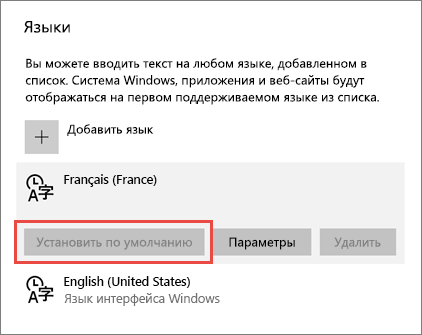 Языки
Вы можете вводить текст на любом языке, добавленном в
список. Система Windows, приложения и веб-сайты будут
отображаться на первом поддерживаемом языке из списка.
Добавить язык
Français (France)
Установить по умолчанию Параметры Удалить
English (United States)
Язык интерфейса Windows